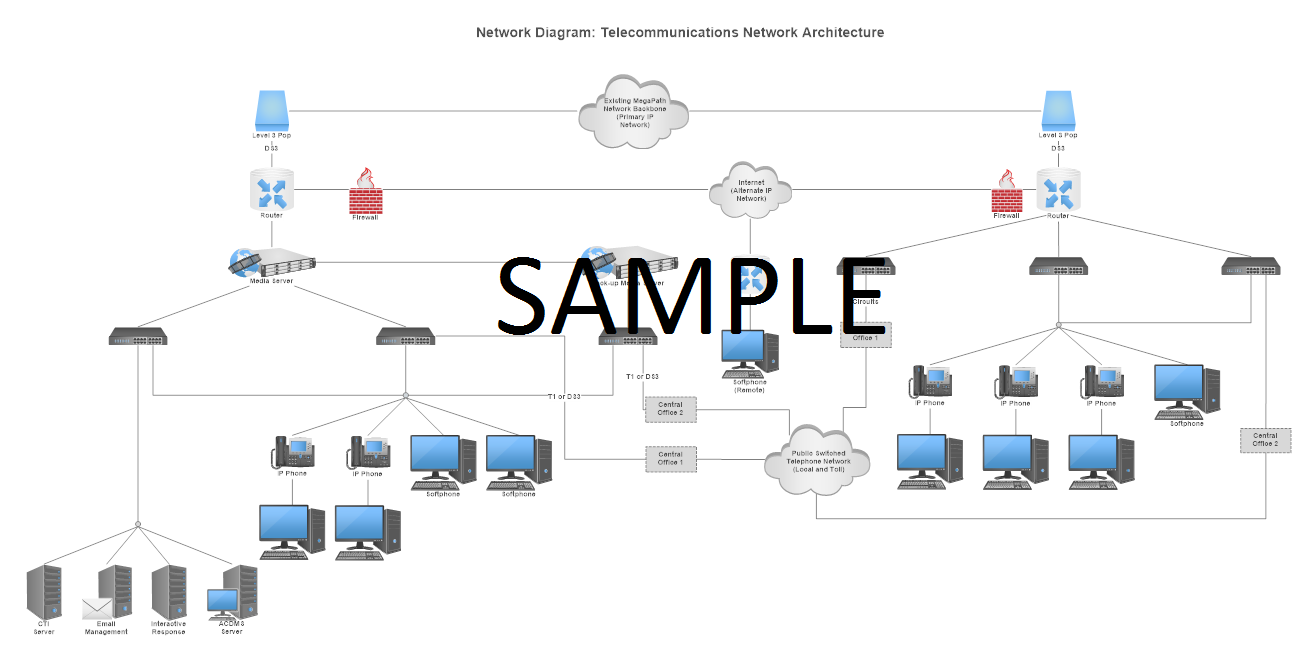 Network Diagram: Telecommunications Network Architecture
Existing MegaPath
Network Backbone
(Primary IP
Network)
Level 3 Pop
Level 3 Pop
DS3
DS3
Internet
(Alternate IP
Network)
Router
Firewall
Firewall
Router
SAMPLE
Media Server
Server
Circuits
Office 1
T1 or DS3
Softphone
(Remote)
T1 or DS3
Central
Office 2
IP Phone
IP Phone
IP Phone
Softphone
Central
Office 2
Central
Office 1
Public Switched
Telephone Network
(Local and Toll)
IP Phone
IP Phone
Softphone
Softphone
CTI
Server
Email
Management
Interactive
Response
ACDMS
Server